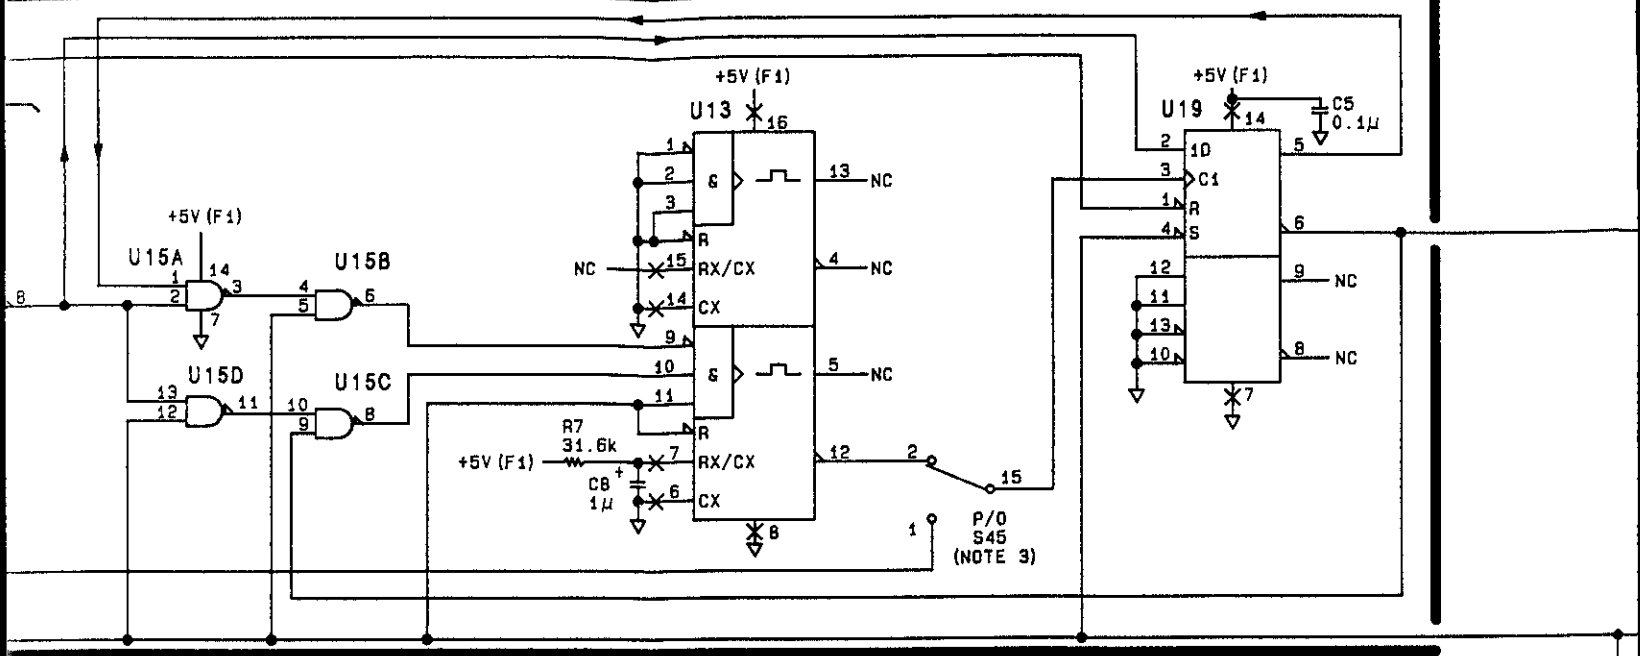 +5V (F1)
U13
16
1
2
3
&
R
13
NC
NC
15
RX/CX
4
NC
14
CX
+5V (F1)
U19
14
C5
0.1µ
2
1D
5
3
C1
1
R
4
S
6
12
11
13
10
9
NC
8
NC
7
+5V (F1)
U15A
14
1
2
3
7
8
U15B
4
5
6
U15D
13
12
11
U15C
10
9
8
9
10
11
&
R
5
NC
R7
31.6k
+5V (F1)
7
RX/CX
+
C8
1µ
6
CX
12
8
2
15
1
P/O
S45
(NOTE 3)